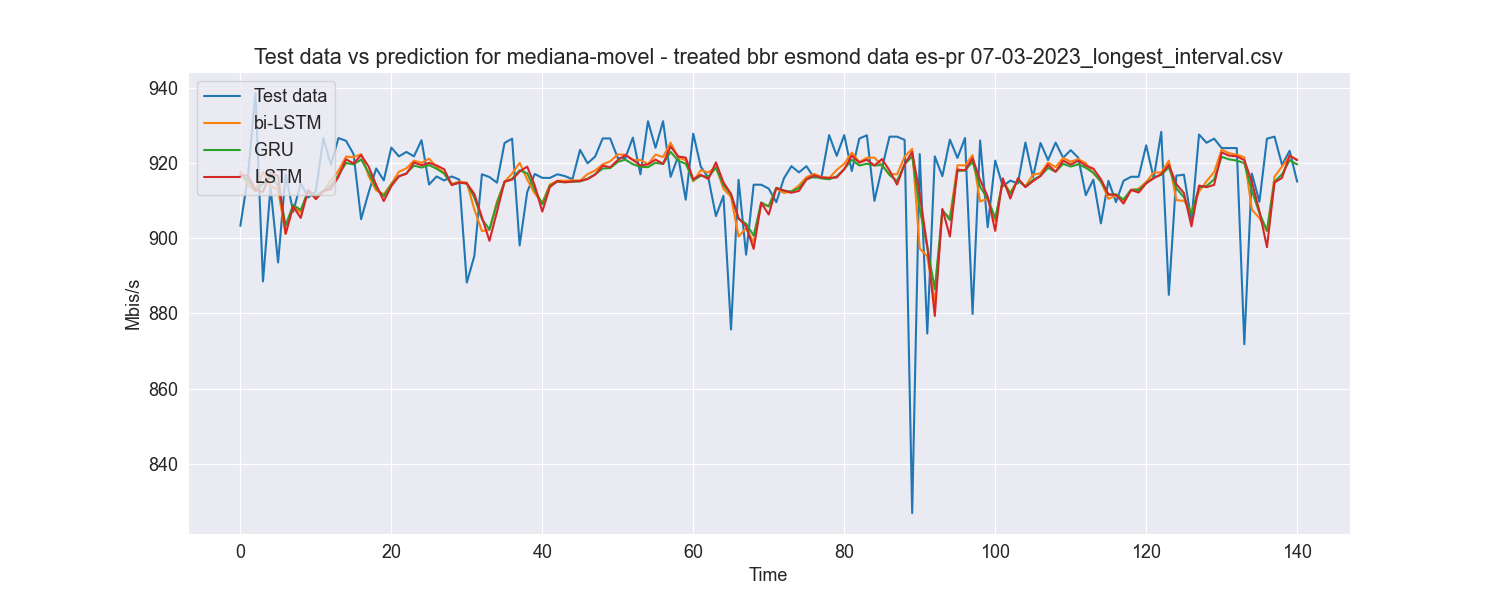 Test data vs prediction for mediana-movel - treated bbr esmond data es-pr 07-03-2023_longest_interval.csv
Test data
bi-LSTM
GRU
LSTM
940
920
900
880
860
840
Mbis/s
0 20 40 60 80 100 120 140
Time